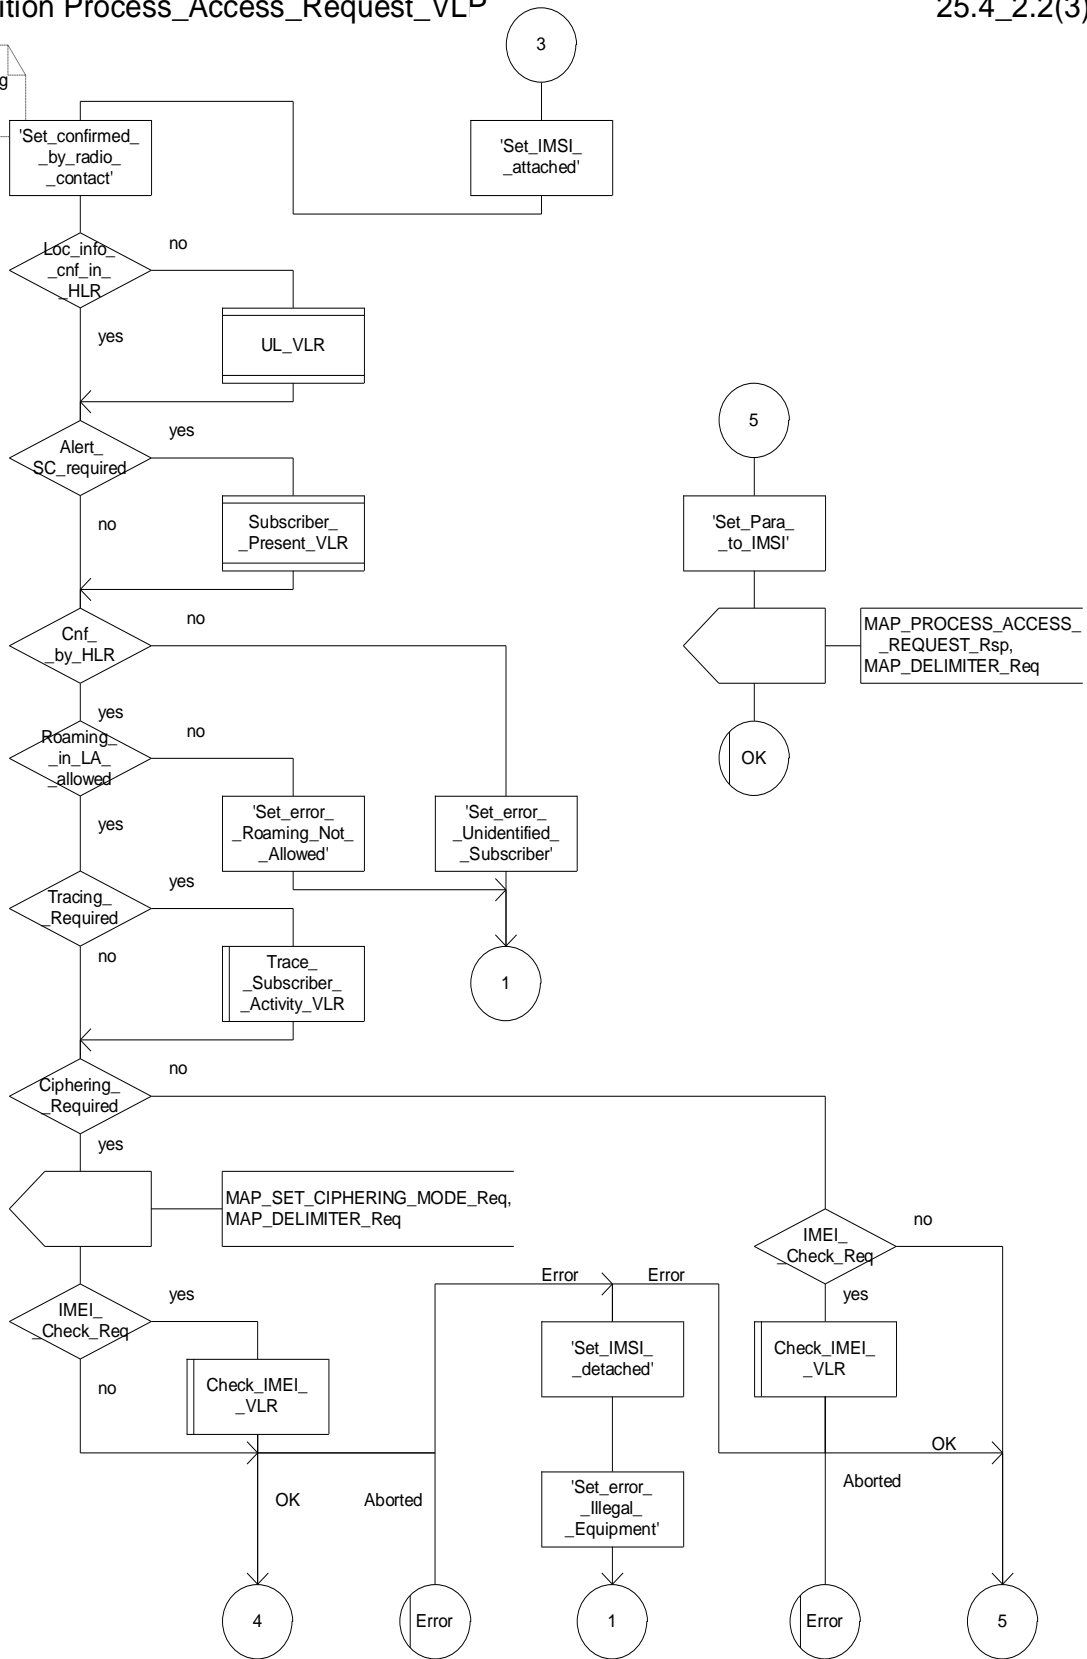 ition Process_Access_Request_VLR
25.4_2.2(3)
g
3
'Set_confirmed_
_by_radio_
_contact'
'Set_IMSI_
_attached'
Loc_info_
_cnf_in_
_HLR
no
yes
UL_VLR
Alert_
SC_required
yes
no
Subscriber_
_Present_VLR
5
'Set_Para_
_to_IMSI'
Cnf_
_by_HLR
no
yes
MAP_PROCESS_ACCESS_
_REQUEST_Rsp,
MAP_DELIMITER_Req
OK
Roaming_
_in_LA_
_allowed
no
yes
'Set_error_
_Roaming_Not_
_Allowed'
'Set_error_
_Unidentified_
_Subscriber'
Tracing_
_Required
yes
no
Trace_
_Subscriber_
_Activity_VLR
1
Ciphering_
_Required
no
yes
MAP_SET_CIPHERING_MODE_Req,
MAP_DELIMITER_Req
IMEI_
_Check_Req
no
yes
IMEI_
_Check_Req
yes
no
Error
Error
'Set_IMSI_
_detached'
Check_IMEI_
_VLR
Check_IMEI_
_VLR
OK
Aborted
'Set_error_
_Illegal_
_Equipment'
OK
Aborted
4
Error
1
Error
5